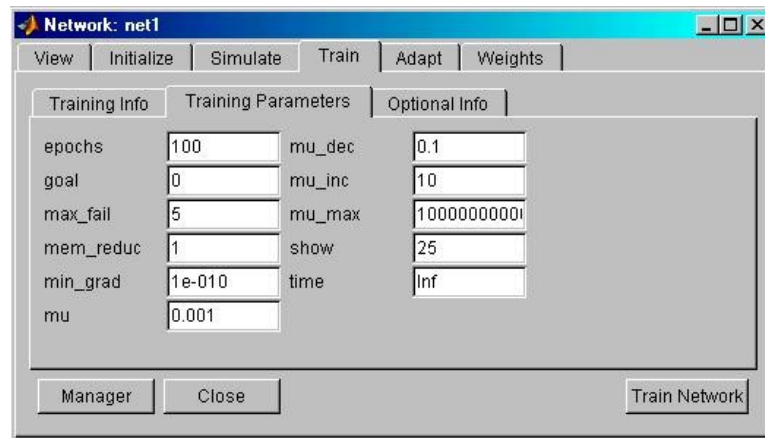 Network: net1
View Initialize Simulate Train Adapt Weights
Training Info Training Parameters Optional Info
epochs 100 mu_dec 0.1
goal 0 mu_inc 10
max_fail 5 mu_max 1000000000
mem_reduc 1 show 25
min_grad 1e-010 time Inf
mu 0.001
Manager Close Train Network